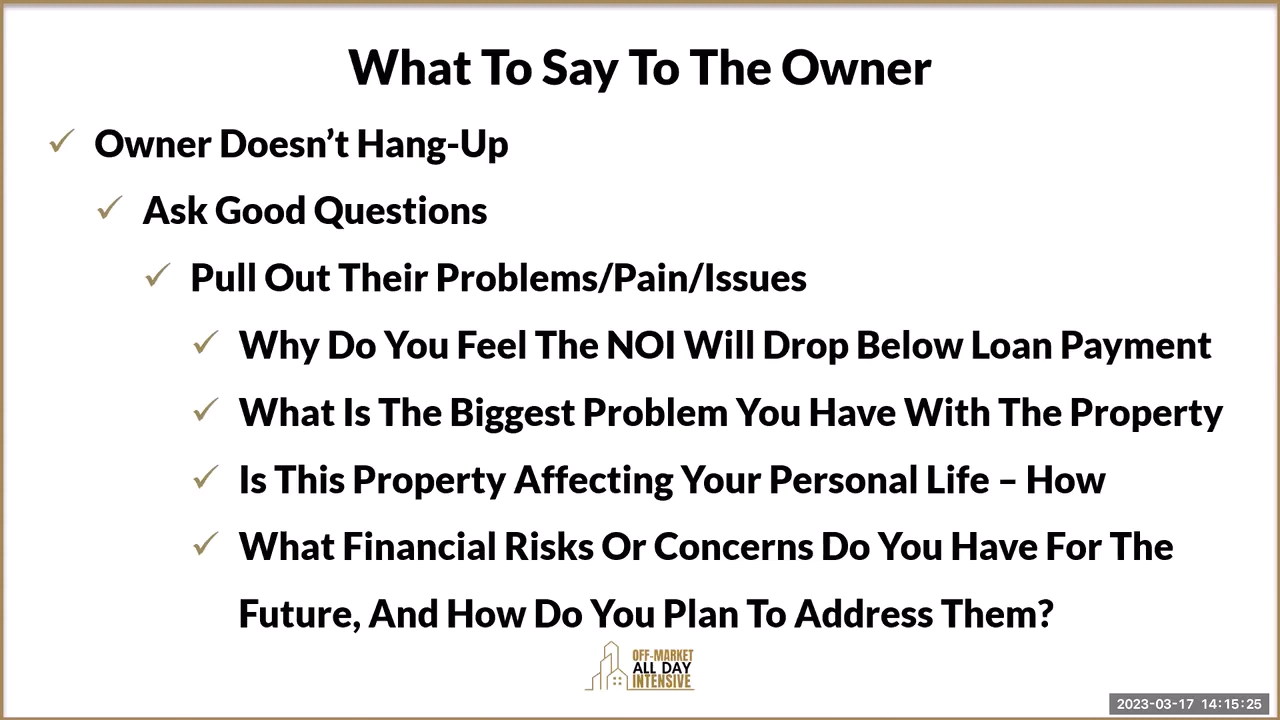 What To Say To The Owner
✓ Owner Doesn’t Hang-Up
✓ Ask Good Questions
✓ Pull Out Their Problems/Pain/Issues
✓ Why Do You Feel The NOI Will Drop Below Loan Payment
✓ What Is The Biggest Problem You Have With The Property
✓ Is This Property Affecting Your Personal Life – How
✓ What Financial Risks Or Concerns Do You Have For The
Future, And How Do You Plan To Address Them?
OFF-MARKET
ALL DAY
INTENSIVE
2023-03-17 14:15:25